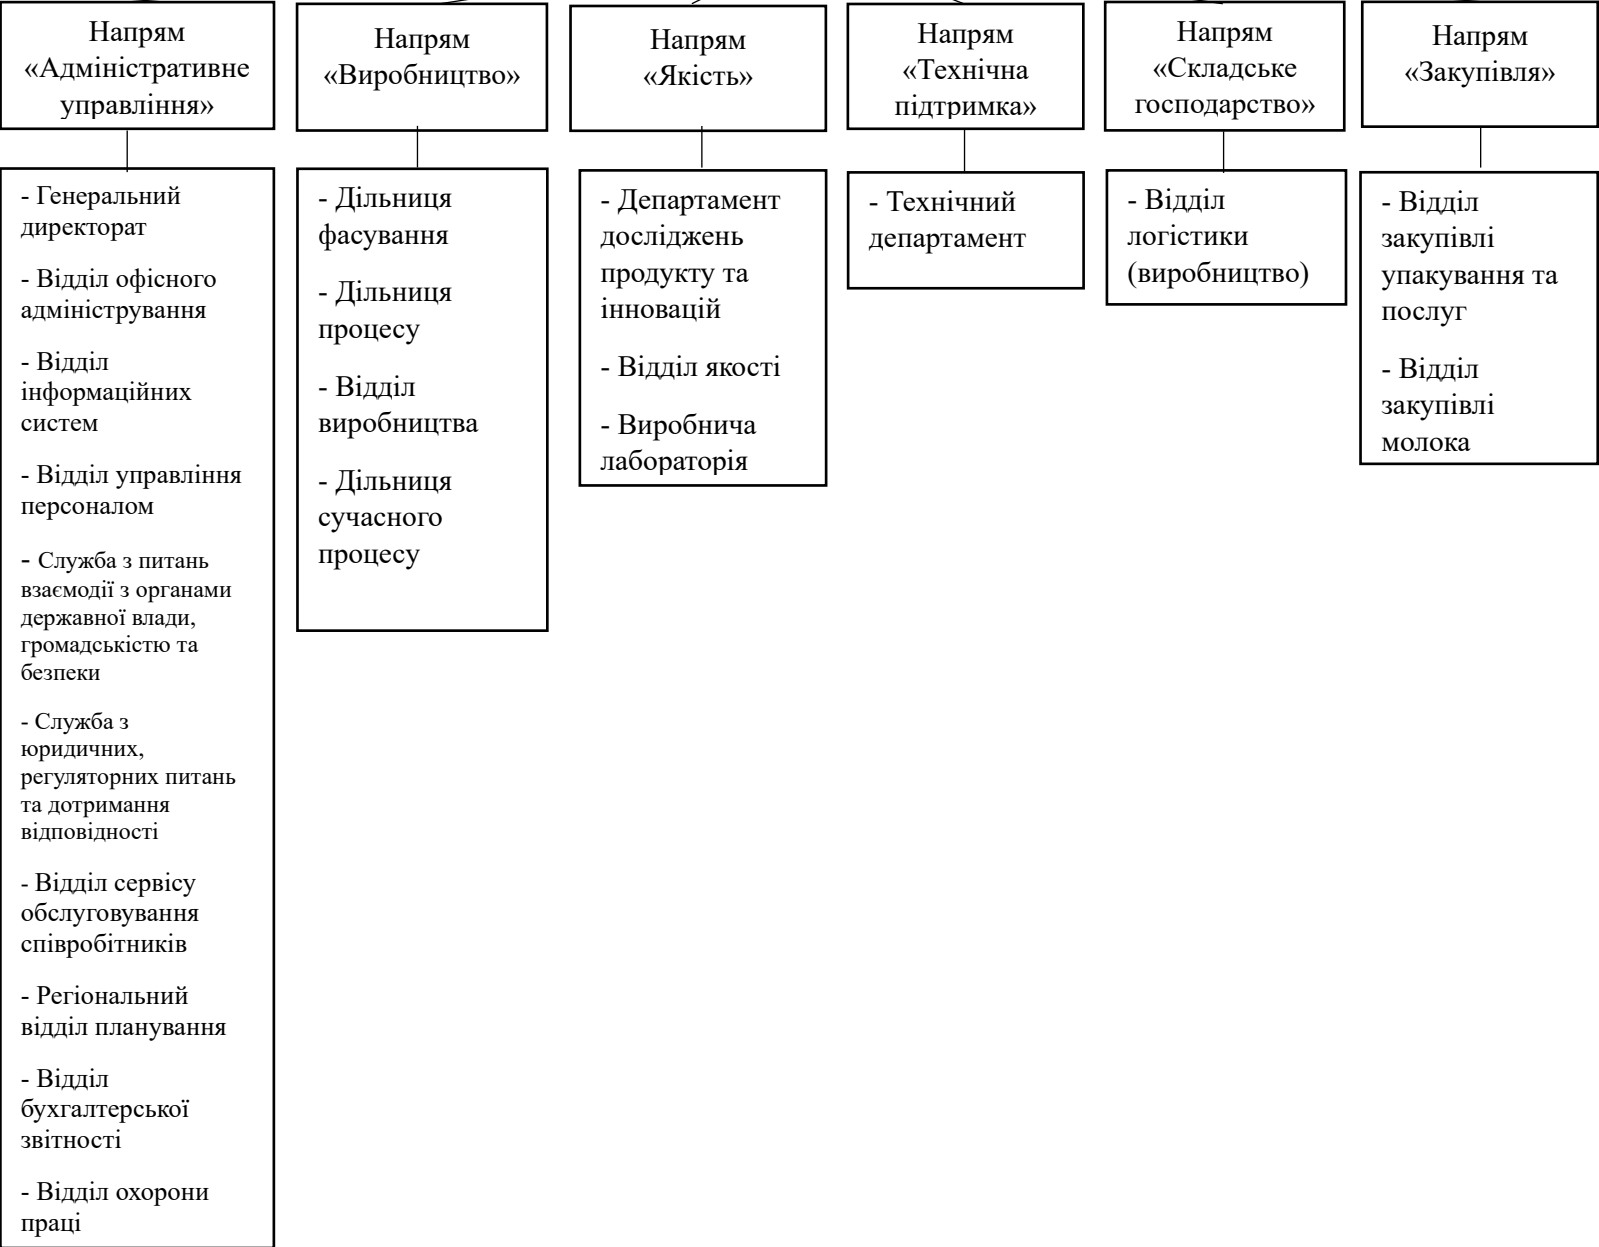 Напрям
«Адміністративне
управління»
Напрям
«Виробництво»
Напрям
«Якість»
Напрям
«Технічна
підтримка»
Напрям
«Складське
господарство»
Напрям
«Закупівля»
- Генеральний
директорат
- Відділ офісного
адміністрування
- Відділ
інформаційних
систем
- Відділ управління
персоналом
- Служба з питань
взаємодії з органами
державної влади,
громадськістю та
безпеки
- Служба з
юридичних,
регуляторних питань
та дотримання
відповідності
- Відділ сервісу
обслуговування
співробітників
- Регіональний
відділ планування
- Відділ
бухгалтерської
звітності
- Відділ охорони
праці
- Дільниця
фасування
- Дільниця
процесу
- Відділ
виробництва
- Дільниця
сучасного
процесу
- Департамент
досліджень
продукту та
інновацій
- Відділ якості
- Виробнича
лабораторія
- Технічний
департамент
- Відділ
логістики
(виробництво)
- Відділ
закупівлі
упакування та
послуг
- Відділ
закупівлі
молока